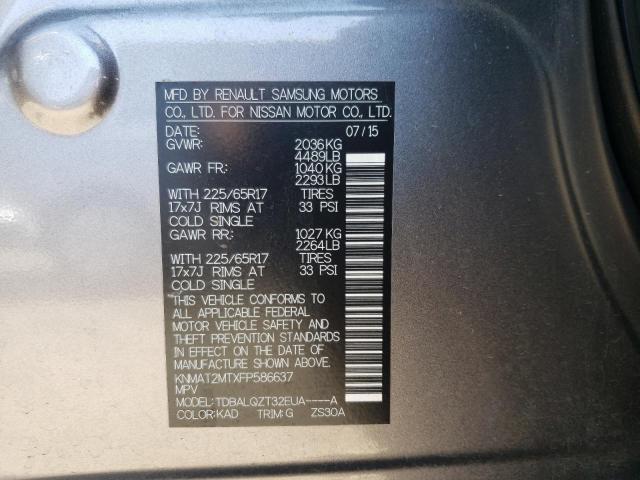 MFD BY RENAULT SAMSUNG MOTORS
CO., LTD. FOR NISSAN MOTOR CO., LTD.
DATE: 07/15
GVWR: 2036KG
4489LB
GAWR FR: 1040KG
2293LB
WITH 225/65R17 TIRES
17x7J RIMS AT 33 PSI
COLD SINGLE
GAWR RR: 1027KG
2264LB
WITH 225/65R17 TIRES
17x7J RIMS AT 33 PSI
COLD SINGLE
THIS VEHICLE CONFORMS TO
ALL APPLICABLE FEDERAL
MOTOR VEHICLE SAFETY AND
THEFT PREVENTION STANDARDS
IN EFFECT ON THE DATE OF
MANUFACTURE SHOWN ABOVE.
KNMAT2MTXFP586637
MPV
MODEL:TDBALQZT32EUA----A
COLOR:KAD TRIM:G ZS30A